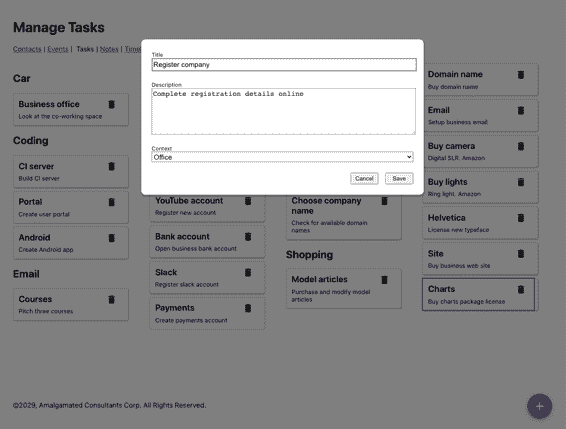 Manage Tasks
Contacts | Events | Tasks | Notes | Time
Title
Register company
Description
Complete registration details online
Context
Office
Cancel
Save
Car
Business office
Look at the co-working space
Coding
CI server
Build CI server
Portal
Create user portal
Android
Create Android app
Email
Courses
Pitch three courses
YouTube account
Register new account
Bank account
Open business bank account
Slack
Register slack account
Payments
Create payments account
Choose company
name
Check for available domain
names
Shopping
Model articles
Purchase and modify model
articles
Domain name
Buy domain name
Email
Setup business email
Buy camera
Digital SLR. Amazon
Buy lights
Ring light. Amazon
Helvetica
License new typeface
Site
Buy business web site
Charts
Buy charts package license
©2029, Amalgamated Consultants Corp. All Rights Reserved.
+